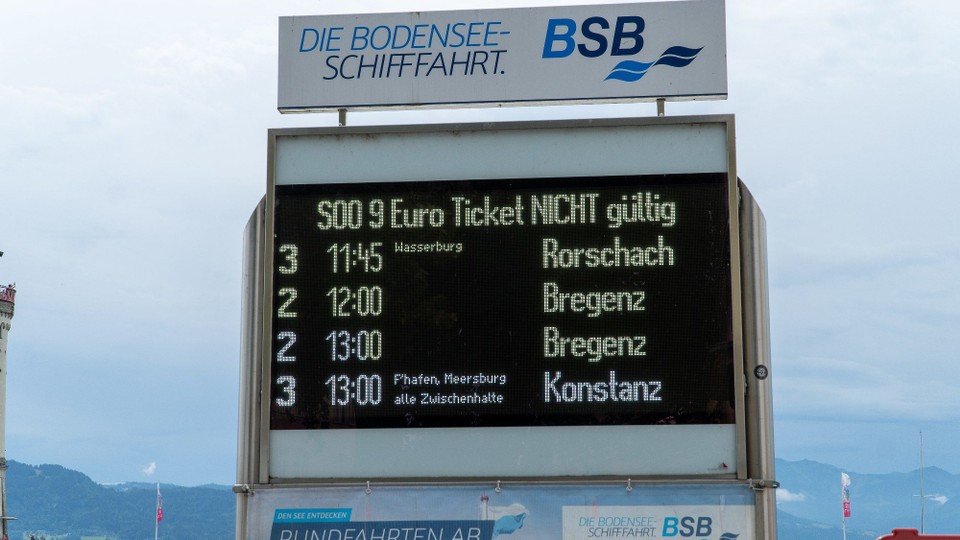 DIE BODENSEE-
SCHIFFFAHRT.
BSB
SOO 9 Euro Ticket NICHT gültig
3 11:45 Wasserburg Rorschach
2 12:00 Bregenz
2 13:00 Bregenz
3 13:00 F'hafen, Meersburg Konstanz
alle Zwischenhalte
DEN SEE ENTDECKEN
RUNDFAHRTEN AB
DIE BODENSEE-
SCHIFFFAHRT.
BSB